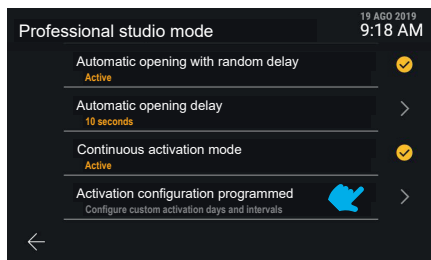 Professional studio mode
19 AGO 2019
9:18 AM
Automatic opening with random delay
Active
Automatic opening delay
10 seconds
Continuous activation mode
Active
Activation configuration programmed
Configure custom activation days and intervals